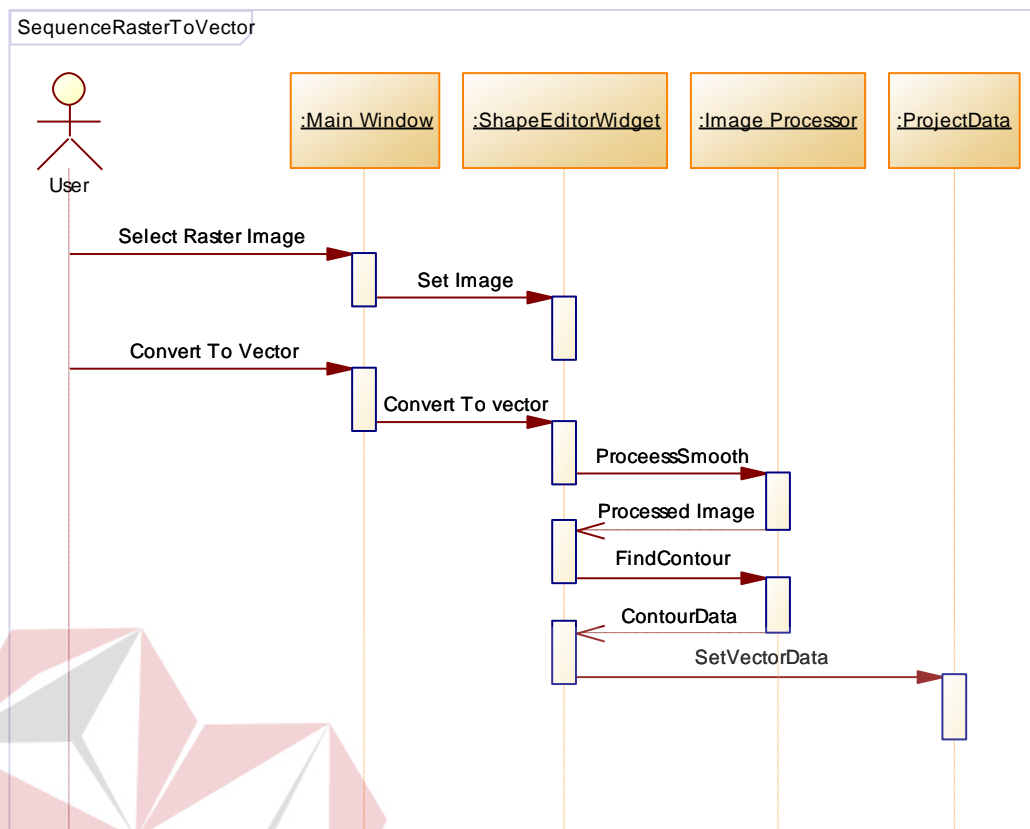 SequenceRasterToVector
:Main Window
:ShapeEditorWidget
:Image Processor
:ProjectData
User
Select Raster Image
Set Image
Convert To Vector
Convert To vector
ProceessSmooth
Processed Image
FindContour
ContourData
SetVectorData